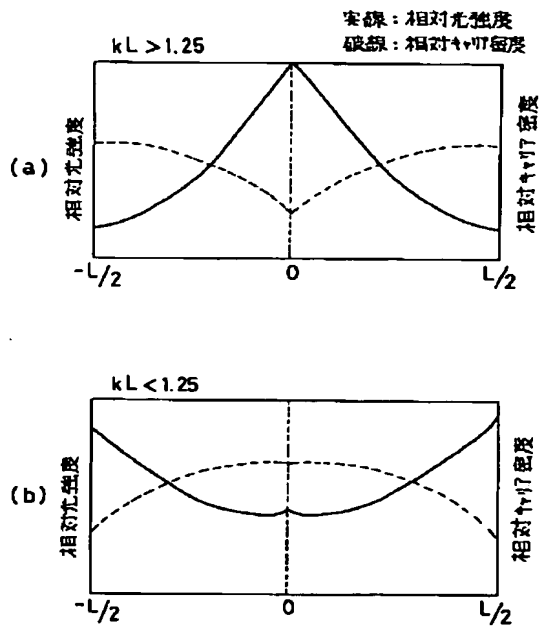 実線：相対光強度
破線：相対キャリア密度
kL>1.25
(a)
相対光強度
相対キャリア密度
-L/2
0
L/2
kL<1.25
(b)
相対光強度
相対キャリア密度
-L/2
0
L/2